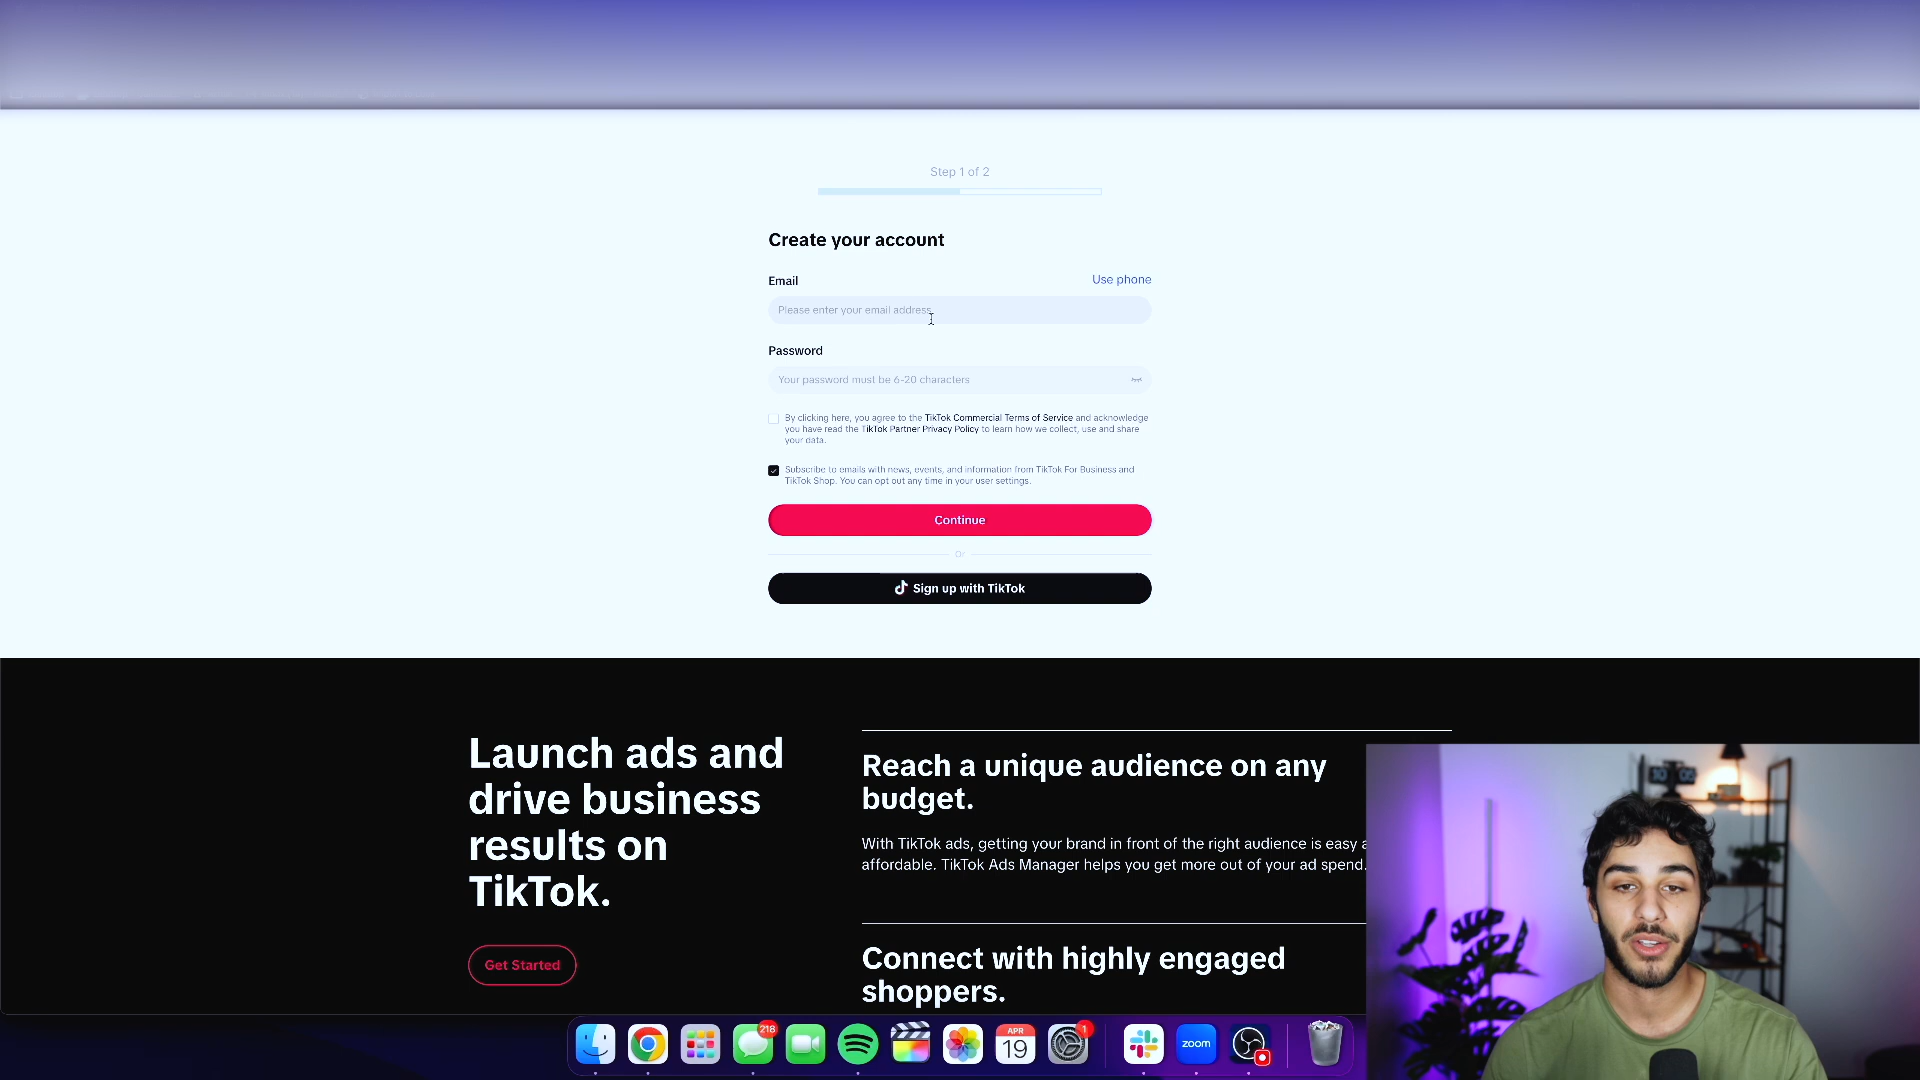 Step 1 of 2
Create your account
Email
Use phone
Please enter your email address
Password
Your password must be 6-20 characters
By clicking here, you agree to the TikTok Commercial Terms of Service and acknowledge
you have read the TikTok Partner Privacy Policy to learn how we collect, use and share
your data.
Subscribe to emails with news, events, and information from TikTok For Business and
TikTok Shop. You can opt out any time in your user settings.
Continue
Or
Sign up with TikTok
Launch ads and
drive business
results on
TikTok.
Get Started
Reach a unique audience on any
budget.
With TikTok ads, getting your brand in front of the right audience is easy
affordable. TikTok Ads Manager helps you get more out of your ad spend.
Connect with highly engaged
shoppers.
218
APR
19
1
zoom